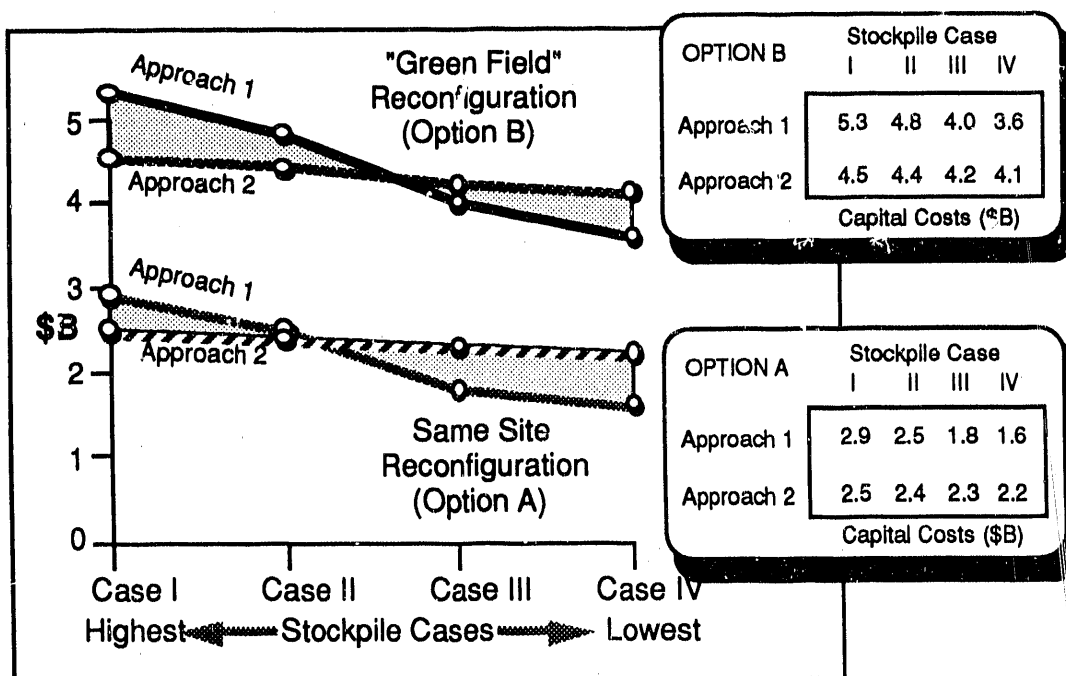 Approach 1
"Green Field"
Reconfiguration
(Option B)
5
Approach 2
4
Approach 1
3
$B
Approach 2
2
Same Site
Reconfiguration
(Option A)
1
0
Case I Case II Case III Case IV
Highest Stockpile Cases Lowest
OPTION B
Stockpile Case
I II III IV
Approach 1 5.3 4.8 4.0 3.6
Approach 2 4.5 4.4 4.2 4.1
Capital Costs ($B)
OPTION A
Stockpile Case
I II III IV
Approach 1 2.9 2.5 1.8 1.6
Approach 2 2.5 2.4 2.3 2.2
Capital Costs ($B)